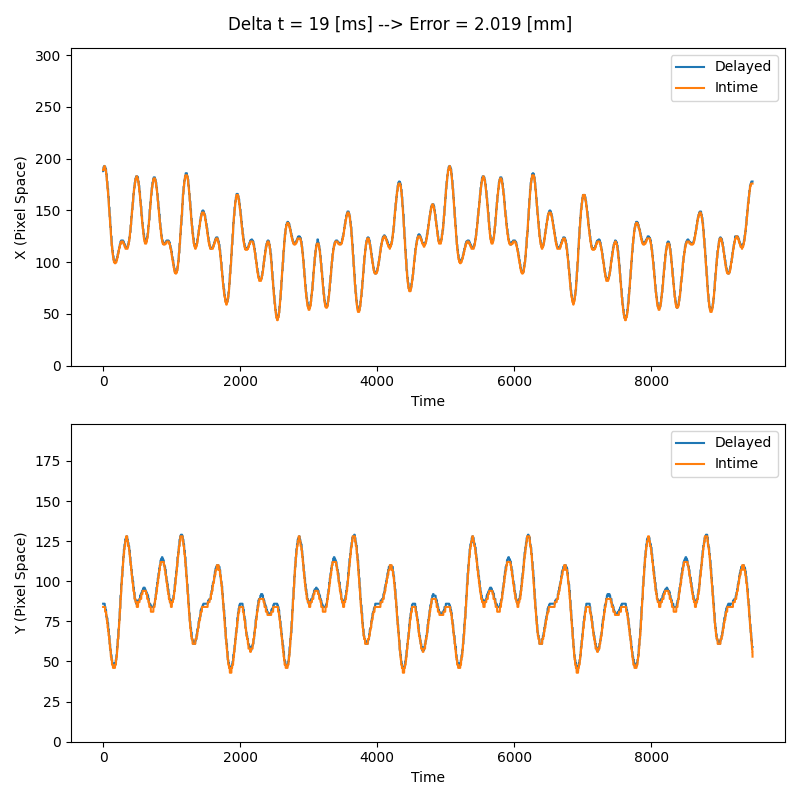 Delta t = 19 [ms] --> Error = 2.019 [mm]
300
250
200
150
100
50
0
X (Pixel Space)
Delayed
Intime
0
2000
4000
6000
8000
Time
175
150
125
100
75
50
25
0
Y (Pixel Space)
Delayed
Intime
0
2000
4000
6000
8000
Time